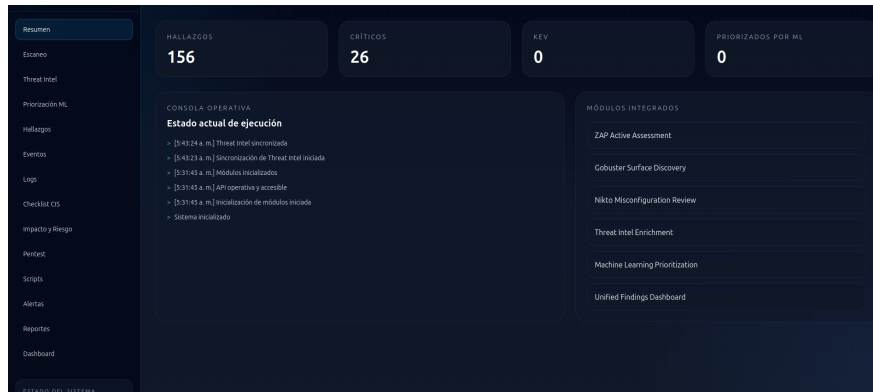 Resumen
Escaneo
Threat Intel
Priorización ML
Hallazgos
Eventos
Logs
Checklist CIS
Impacto y Riesgo
Pentest
Scripts
Alertas
Reportes
Dashboard
ESTADO DEL SISTEMA
HALLAZGOS
156
CRÍTICOS
26
KEV
0
PRIORIZADOS POR ML
0
CONSOLA OPERATIVA
Estado actual de ejecución
> [5:43:24 a. m.] Threat Intel sincronizada
> [5:43:23 a. m.] Sincronización de Threat Intel iniciada
> [5:31:45 a. m.] Módulos inicializados
> [5:31:45 a. m.] API operativa y accesible
> [5:31:45 a. m.] Inicialización de módulos iniciada
> Sistema inicializado
MÓDULOS INTEGRADOS
ZAP Active Assessment
Gobuster Surface Discovery
Nikto Misconfiguration Review
Threat Intel Enrichment
Machine Learning Prioritization
Unified Findings Dashboard